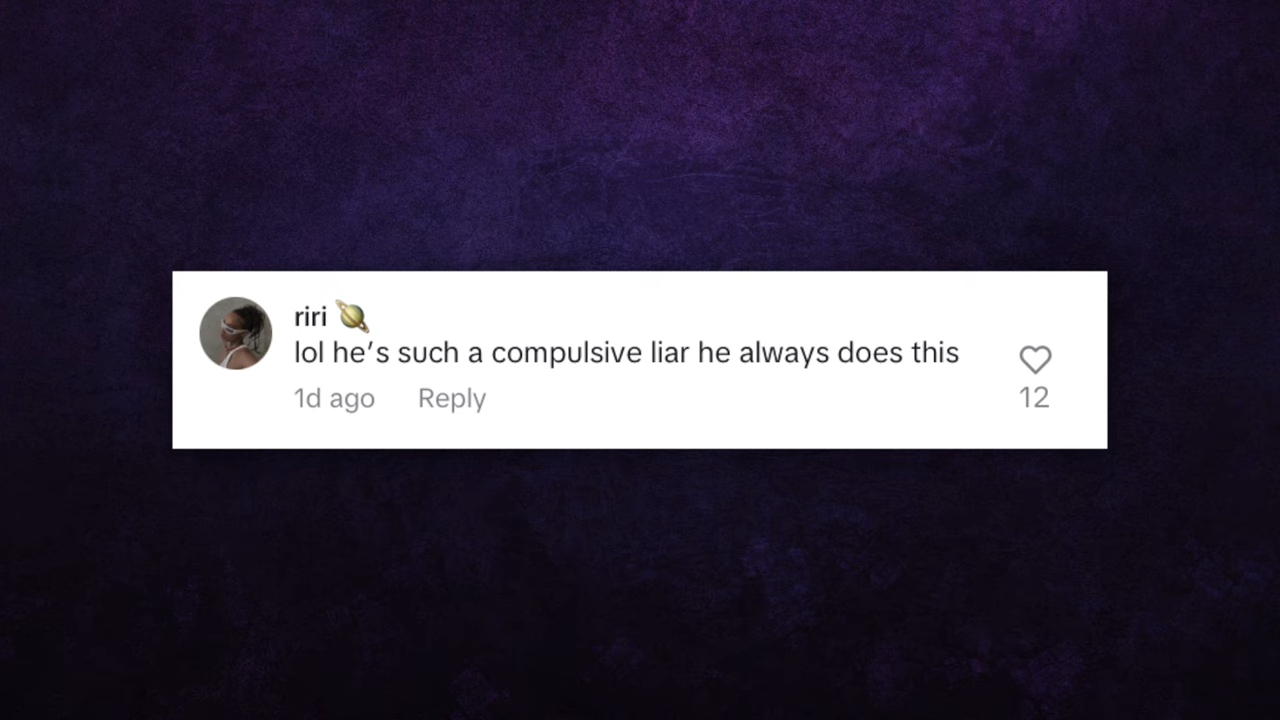 riri 🪐
lol he's such a compulsive liar he always does this
1d ago Reply
12